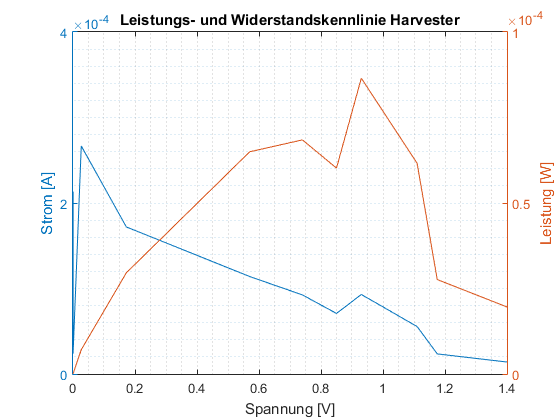 Leistungs- und Widerstandskennlinie Harvester
×10⁻⁴
×10⁻⁴
4
2
0
Strom [A]
1
0.5
0
Leistung [W]
0 0.2 0.4 0.6 0.8 1 1.2 1.4
Spannung [V]